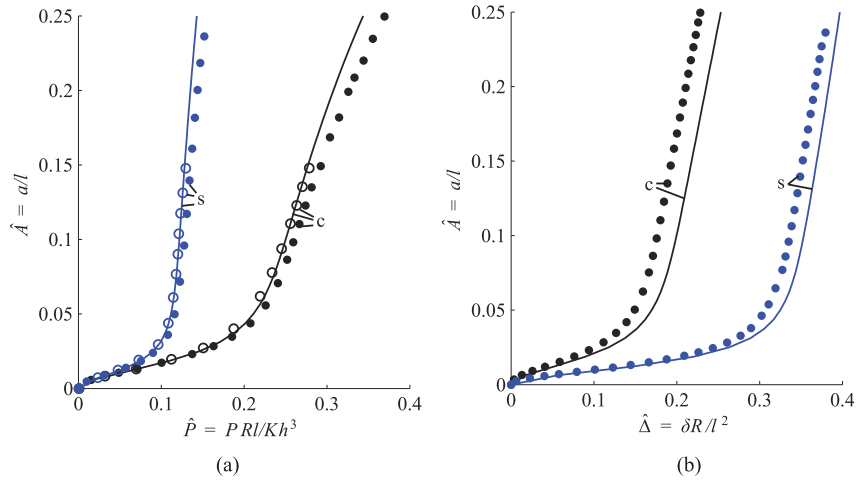 0.25
0.2
0.15
0.1
0.05
0
0 0.1 0.2 0.3 0.4
Â = a/l
s
c
P̂ = PRl/Kh³
(a)
0.25
0.2
0.15
0.1
0.05
0
0 0.1 0.2 0.3 0.4
Â = a/l
c
s
Δ̂ = δR/l²
(b)